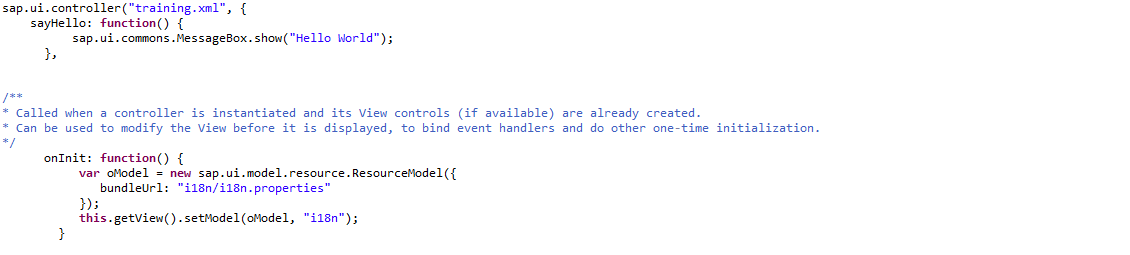 sap.ui.controller("training.xml", {
sayHello: function() {
sap.ui.commons.MessageBox.show("Hello World");
},
/**
* Called when a controller is instantiated and its View controls (if available) are already created.
* Can be used to modify the View before it is displayed, to bind event handlers and do other one-time initialization.
*/
onInit: function() {
var oModel = new sap.ui.model.resource.ResourceModel({
bundleUrl: "i18n/i18n.properties"
});
this.getView().setModel(oModel, "i18n");
}